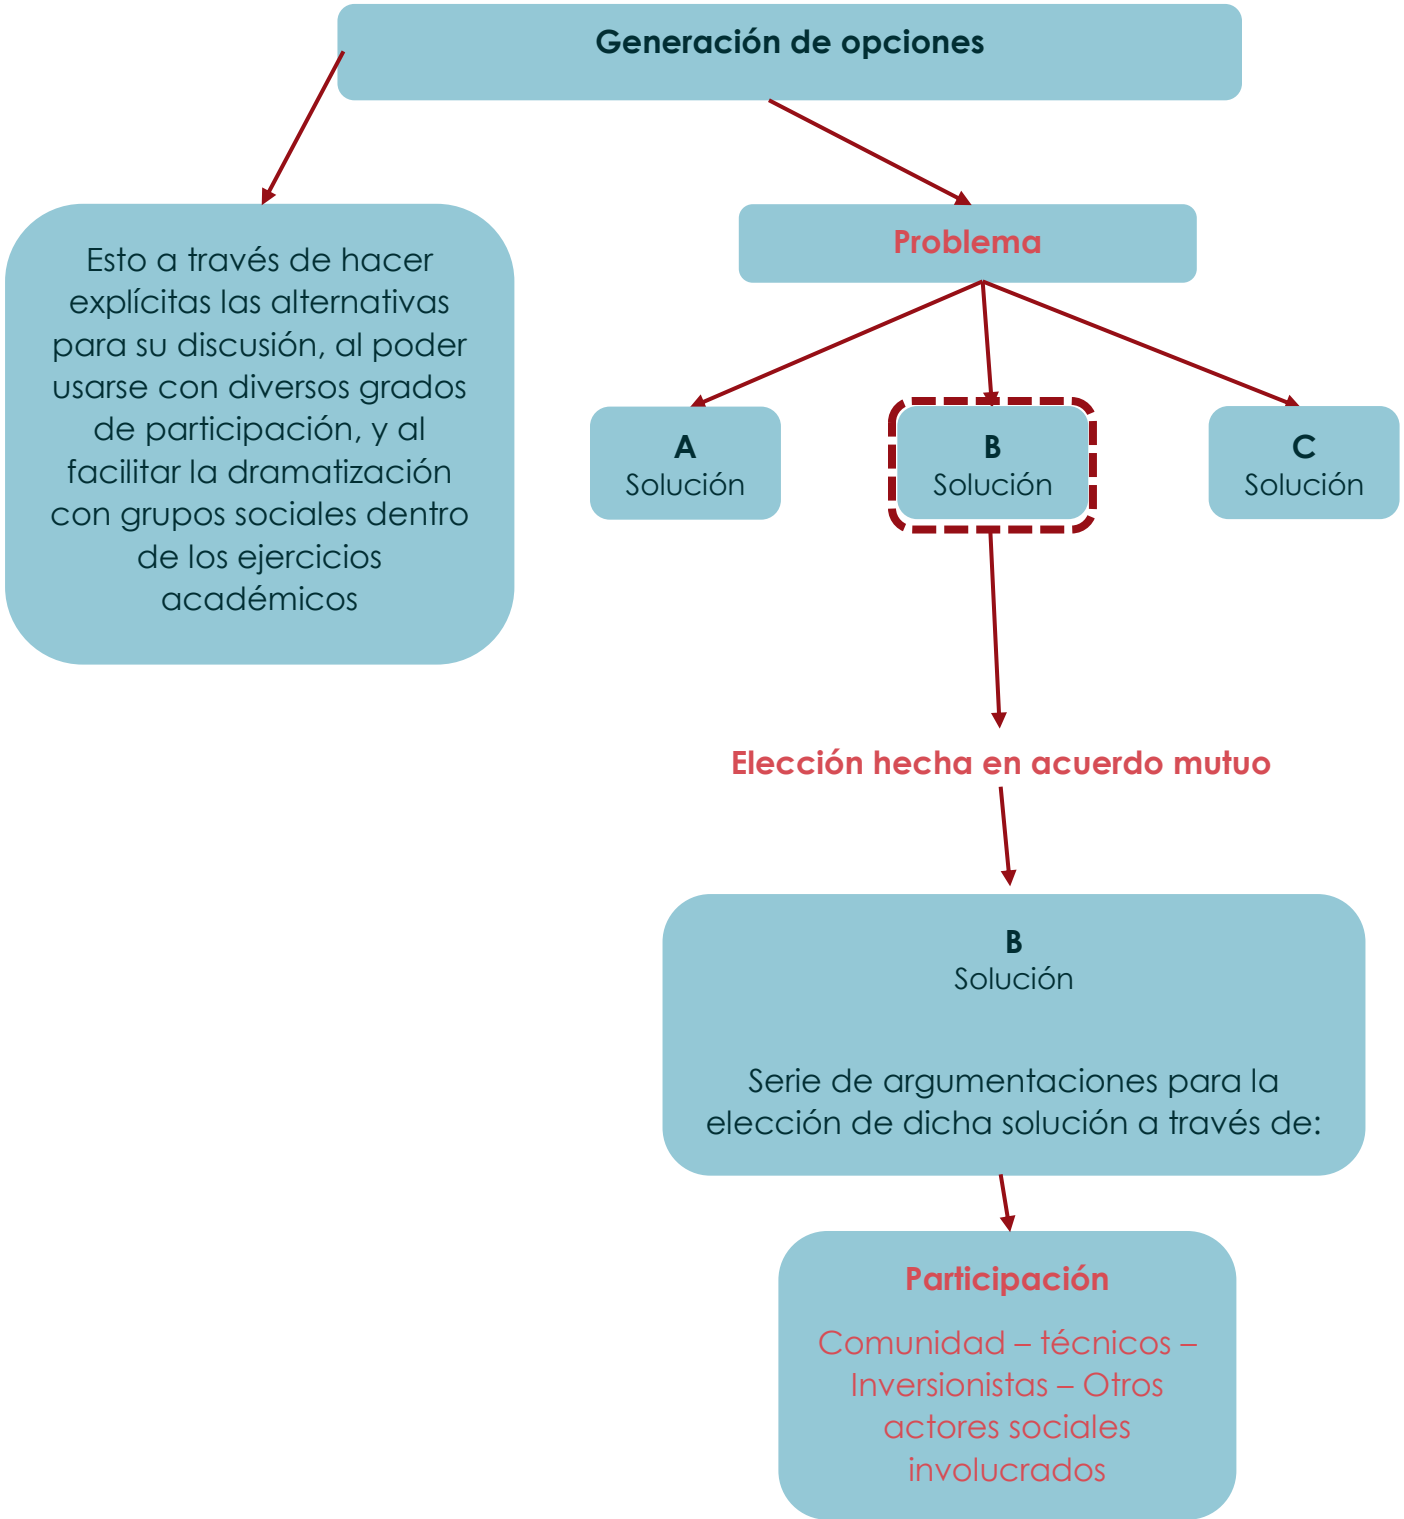 Generación de opciones
Esto a través de hacer
explícitas las alternativas
para su discusión, al poder
usarse con diversos grados
de participación, y al
facilitar la dramatización
con grupos sociales dentro
de los ejercicios
académicos
Problema
A
Solución
B
Solución
C
Solución
Elección hecha en acuerdo mutuo
B
Solución
Serie de argumentaciones para la
elección de dicha solución a través de:
Participación
Comunidad – técnicos –
Inversionistas – Otros
actores sociales
involucrados